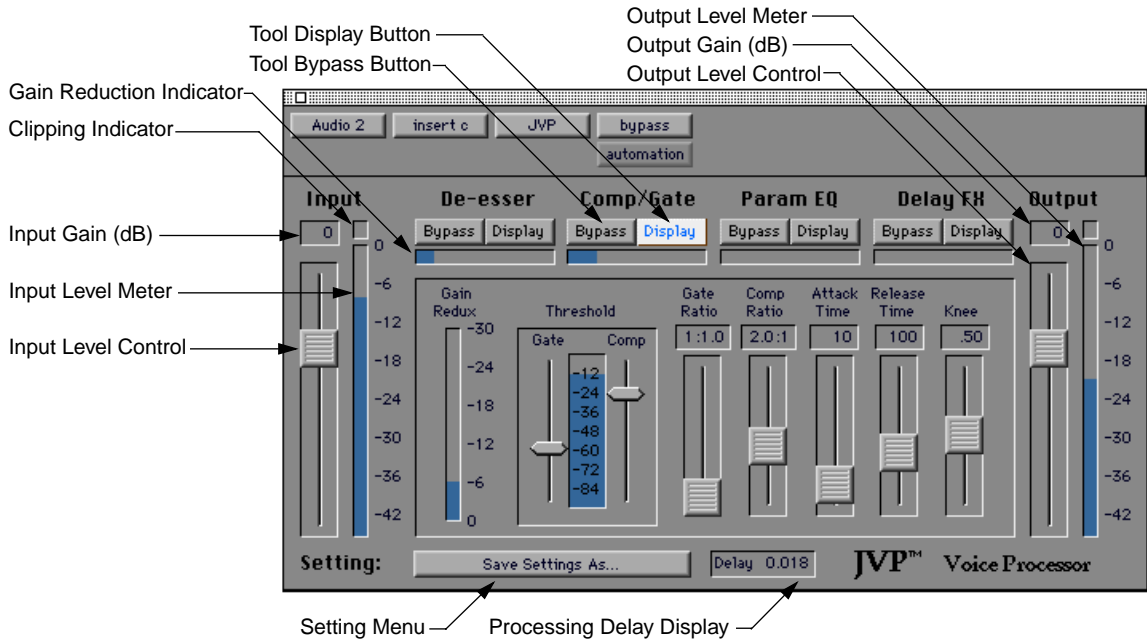 Output Level Meter
Tool Display Button
Output Gain (dB)
Tool Bypass Button
Output Level Control
Gain Reduction Indicator
Clipping Indicator
Audio 2 insert c JVP bypass
automation
Input De-esser Comp/Gate Param EQ Delay FX Output
Input Gain (dB)
0 Bypass Display Bypass Display Bypass Display Bypass Display 0
0 0
Input Level Meter
-6 -6
Gain Redux
Threshold
Gate Ratio
Comp Ratio
Attack Time
Release Time
Knee
-12 -30 -12
Input Level Control
Gate Comp 1:1.0 2.0:1 10 100 .50
-18 -24 -12 -18
-24 -18 -24 -24
-36
-30 -12 -48 -30
-60
-36 -6 -72 -36
-84
-42 0 -42
Setting: Save Settings As... Delay 0.018 JVP™ Voice Processor
Setting Menu Processing Delay Display